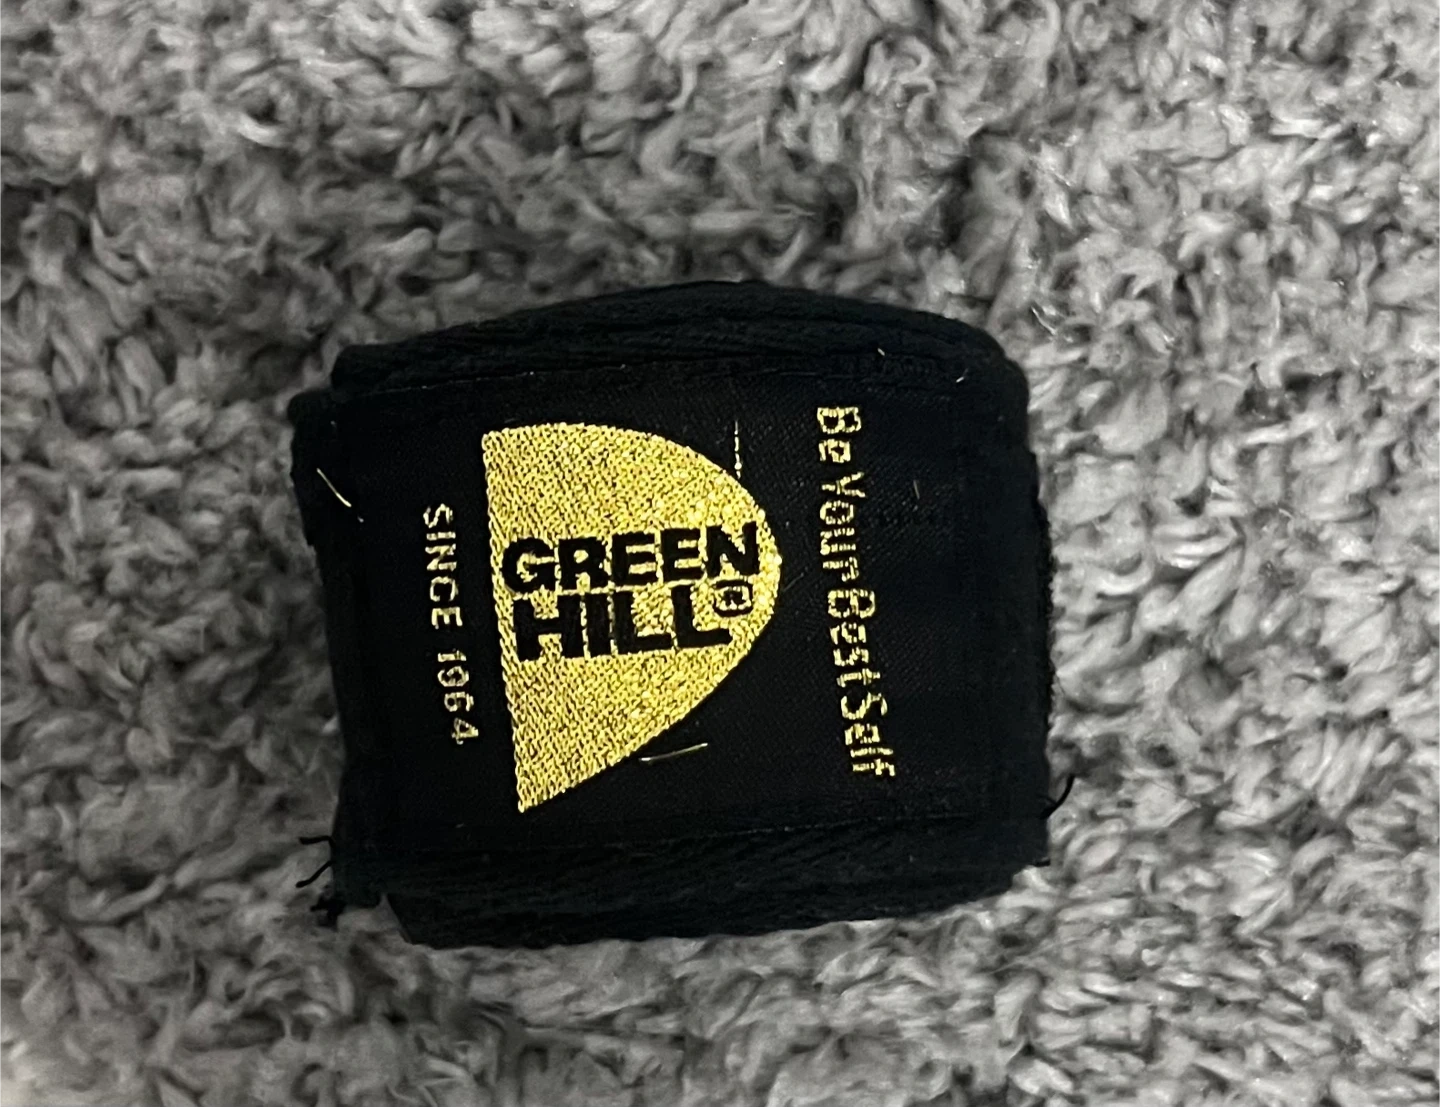 Be Your Best Self
GREEN
HILL®
SINCE 1964